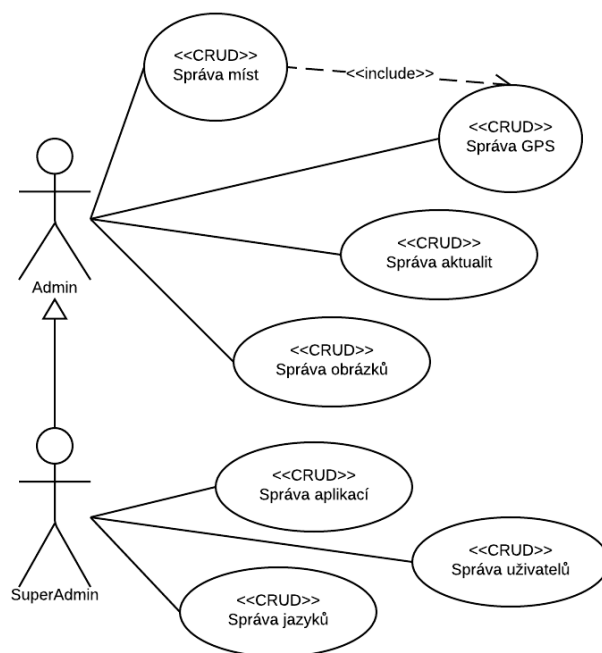 <<CRUD>>
Správa míst
<<include>>
<<CRUD>>
Správa GPS
<<CRUD>>
Správa aktualit
Admin
<<CRUD>>
Správa obrázků
<<CRUD>>
Správa aplikací
<<CRUD>>
Správa uživatelů
SuperAdmin
<<CRUD>>
Správa jazyků